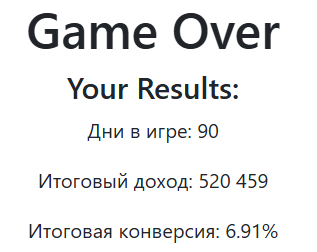 Game Over
Your Results:
Дни в игре: 90
Итоговый доход: 520 459
Итоговая конверсия: 6.91%